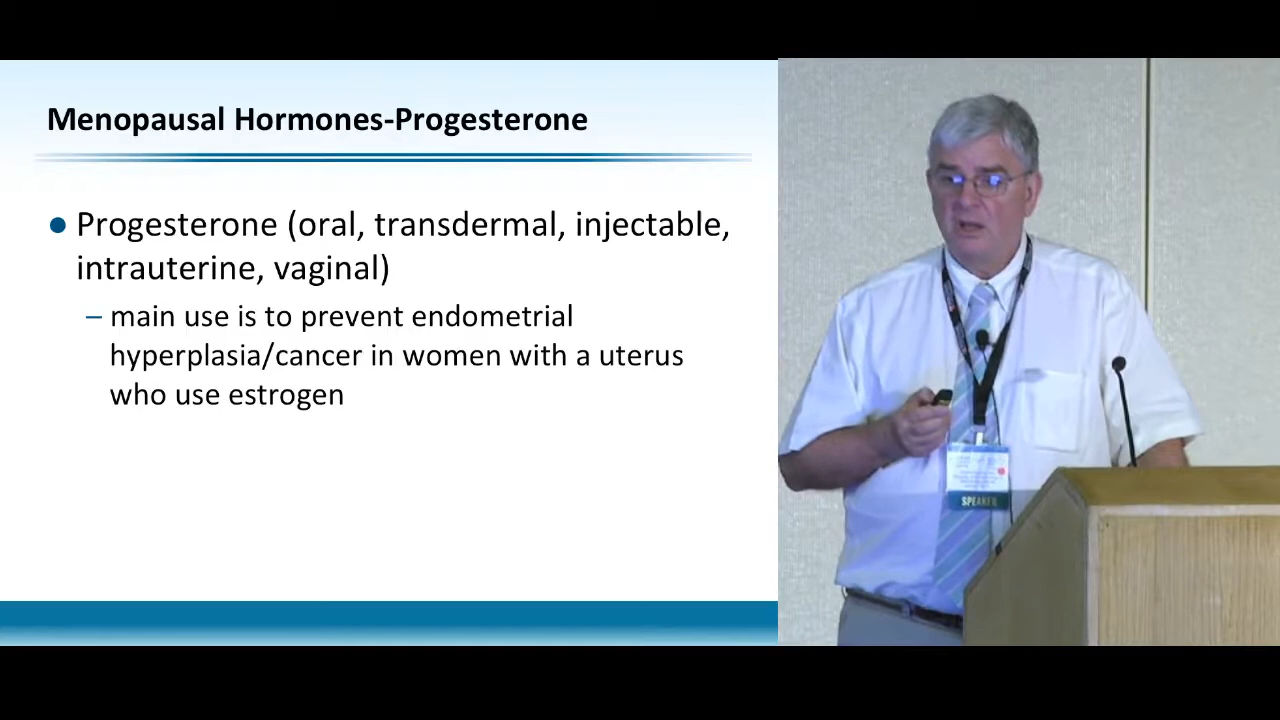 Menopausal Hormones-Progesterone
● Progesterone (oral, transdermal, injectable,
intrauterine, vaginal)
– main use is to prevent endometrial
hyperplasia/cancer in women with a uterus
who use estrogen
SPEAKER